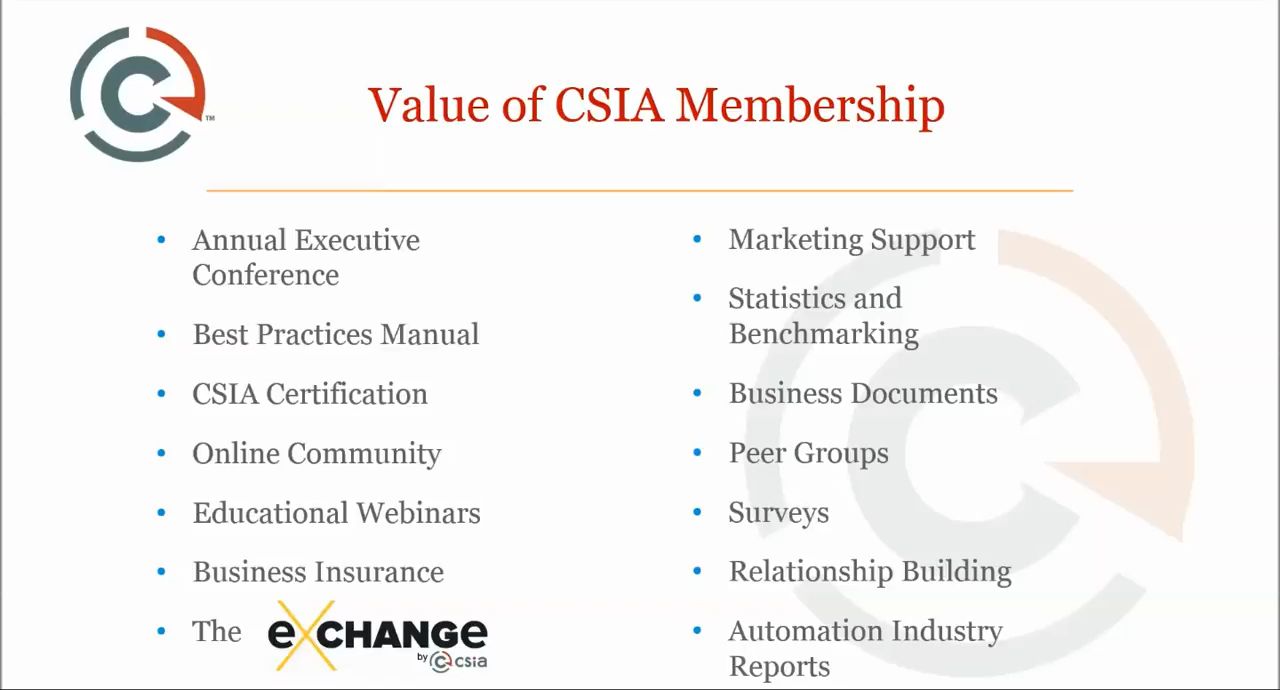 Value of CSIA Membership
TM
• Annual Executive
Conference
• Best Practices Manual
• CSIA Certification
• Online Community
• Educational Webinars
• Business Insurance
• The eXCHANGe
by csia
• Marketing Support
• Statistics and
Benchmarking
• Business Documents
• Peer Groups
• Surveys
• Relationship Building
• Automation Industry
Reports